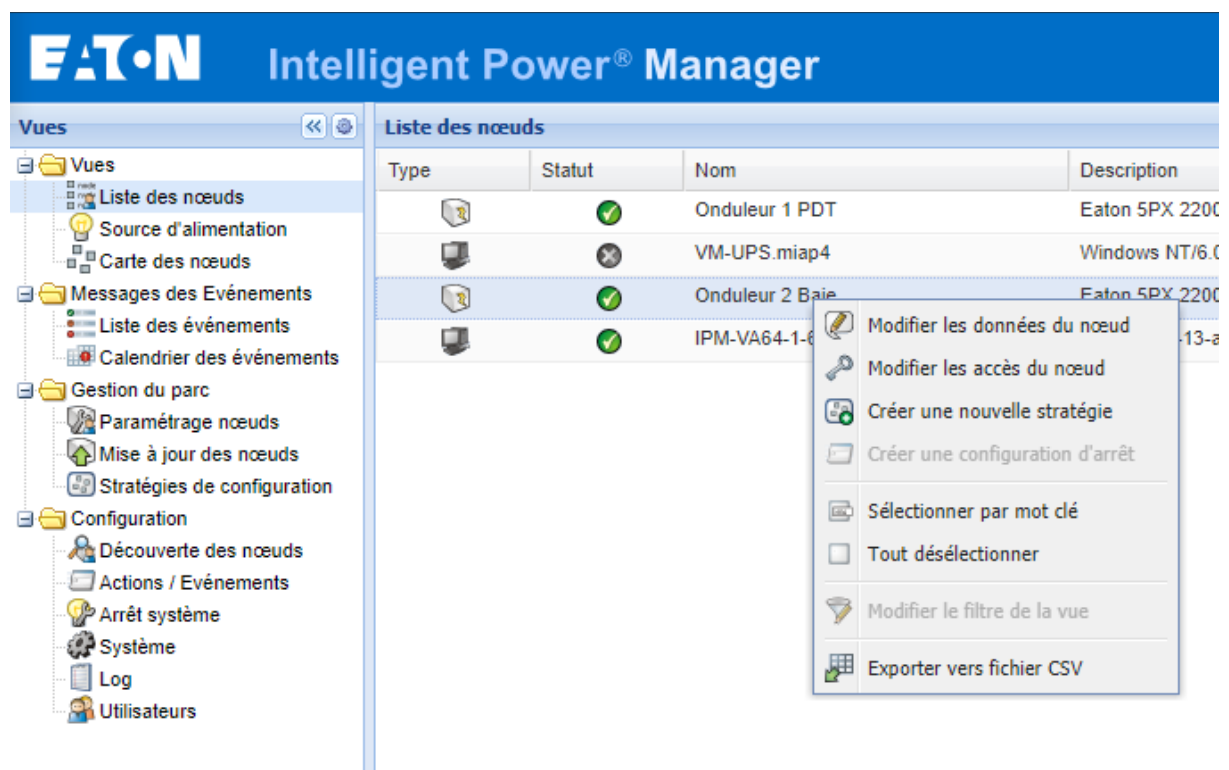 EATON Intelligent Power® Manager
Vues
Vues
Liste des nœuds
Source d'alimentation
Carte des nœuds
Messages des Evénements
Liste des événements
Calendrier des événements
Gestion du parc
Paramétrage nœuds
Mise à jour des nœuds
Stratégies de configuration
Configuration
Découverte des nœuds
Actions / Evénements
Arrêt système
Système
Log
Utilisateurs
Liste des nœuds
Type Statut Nom Description
Onduleur 1 PDT Eaton 5PX 2200
VM-UPS.miap4 Windows NT/6.0
Onduleur 2 Baie Eaton 5PX 2200
IPM-VA64-1-6 -13-a
Modifier les données du nœud
Modifier les accès du nœud
Créer une nouvelle stratégie
Créer une configuration d'arrêt
Sélectionner par mot clé
Tout désélectionner
Modifier le filtre de la vue
Exporter vers fichier CSV